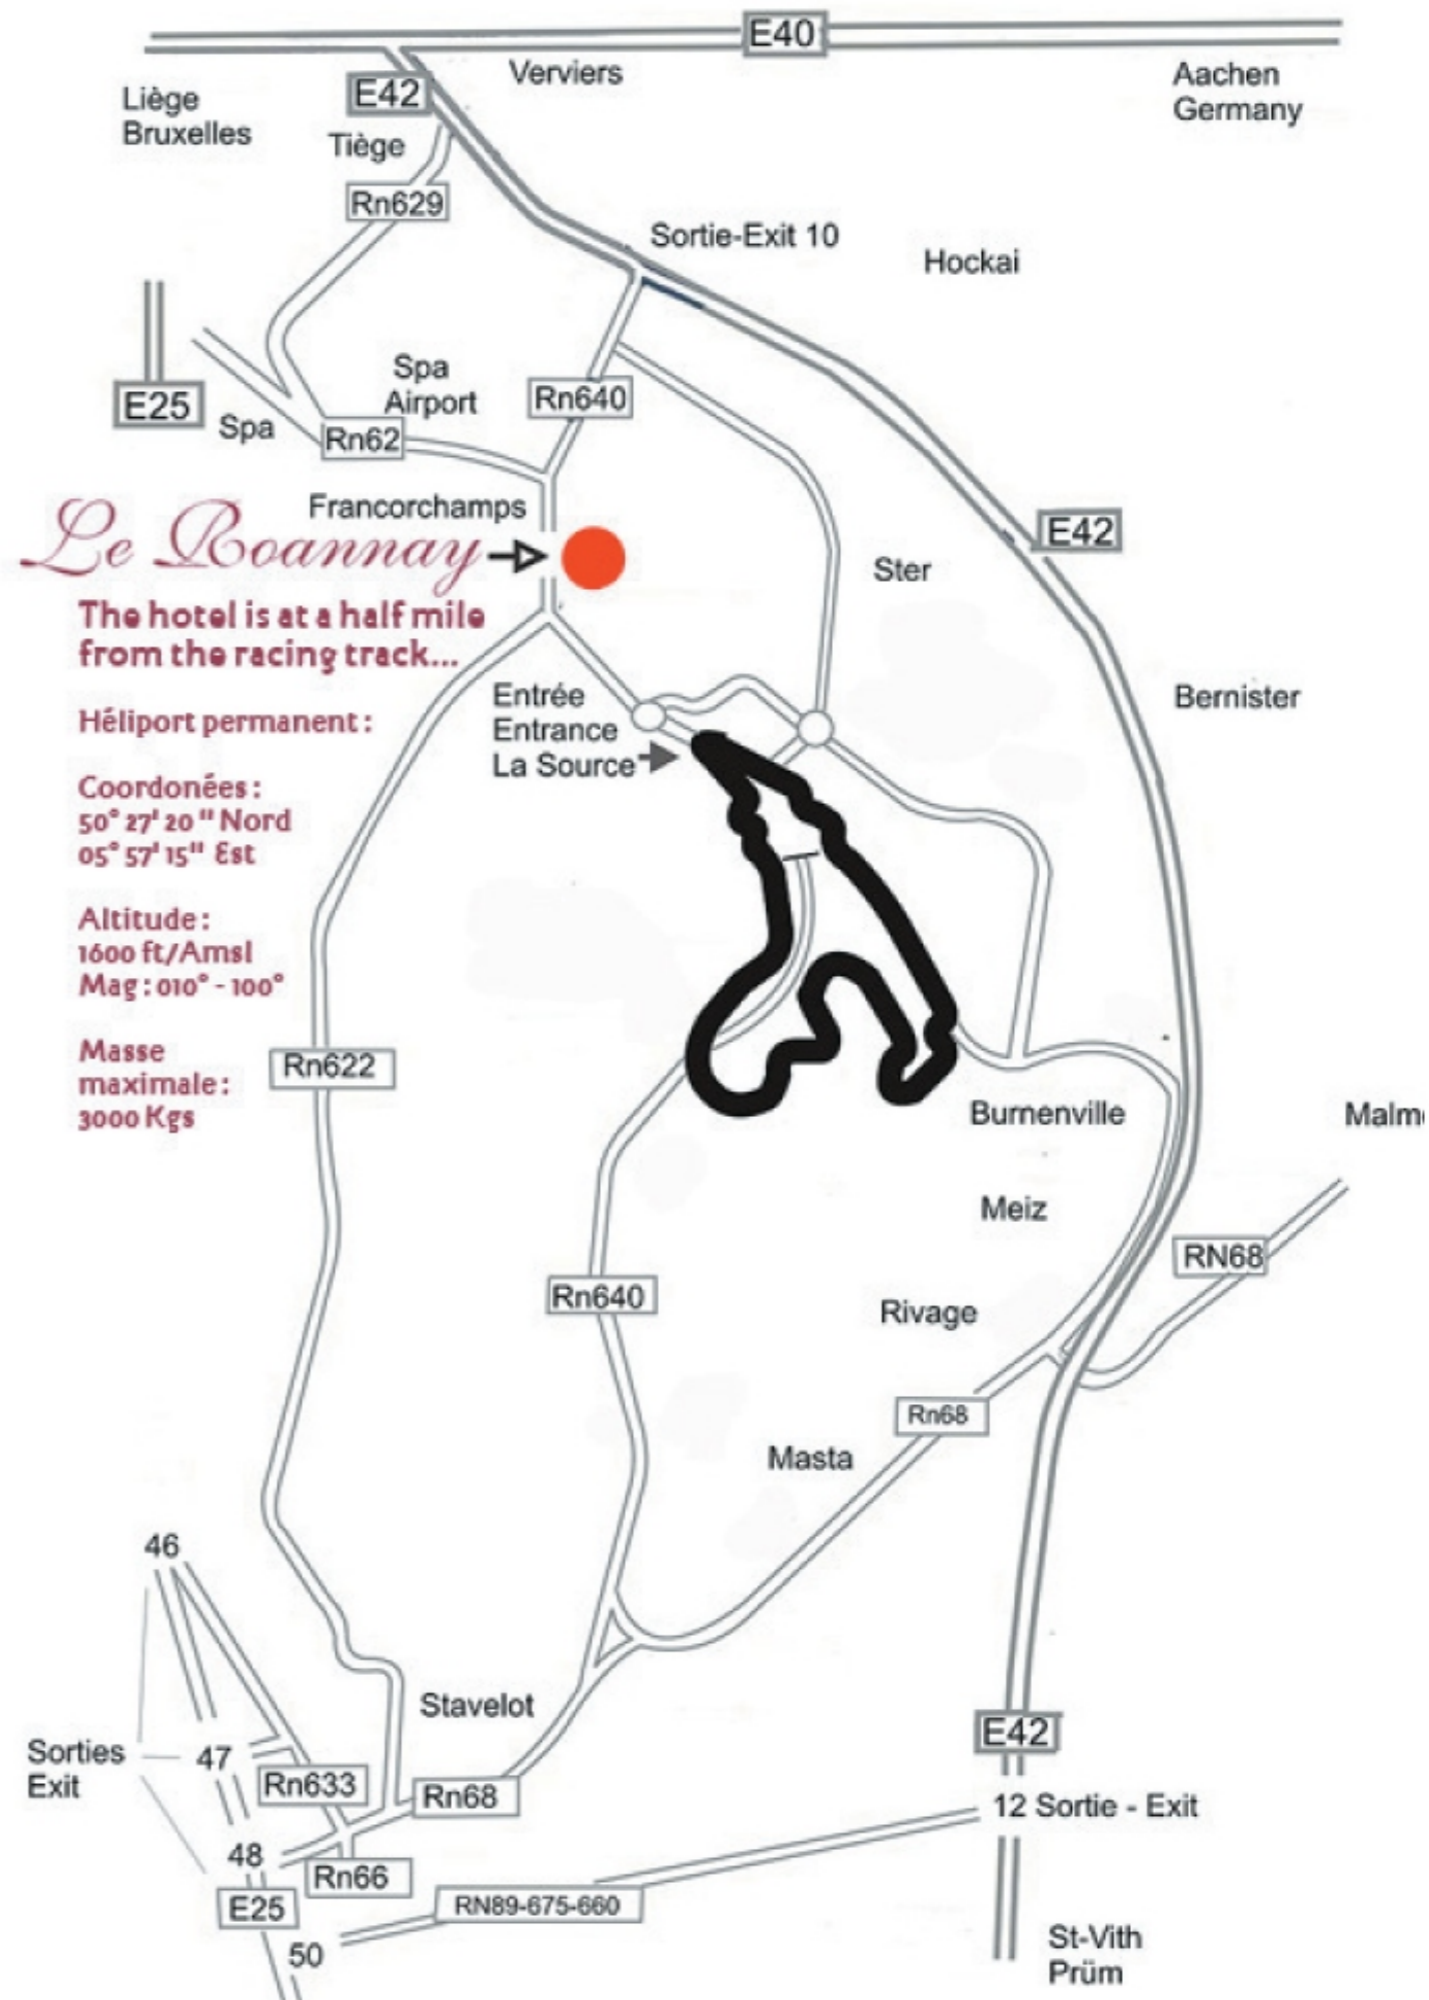 E40
Verviers
Aachen
Germany
E42
Liège
Bruxelles
Tiège
Rn629
Sortie-Exit 10
Hockai
E25
Spa
Airport
Rn640
Spa
Rn62
Francorchamps
E42
Le Roannay
Ster
The hotel is at a half mile
from the racing track...
Entrée
Entrance
La Source
Bernister
Héliport permanent :
Coordonées :
50° 27' 20 " Nord
05° 57' 15" Est
Altitude :
1600 ft/Amsl
Mag : 010° - 100°
Masse
maximale :
3000 Kgs
Rn622
Burnenville
Malm
Meiz
RN68
Rn640
Rivage
Rn68
Masta
46
Stavelot
E42
Sorties
Exit
47
Rn633
Rn68
12 Sortie - Exit
48
Rn66
E25
RN89-675-660
50
St-Vith
Prüm